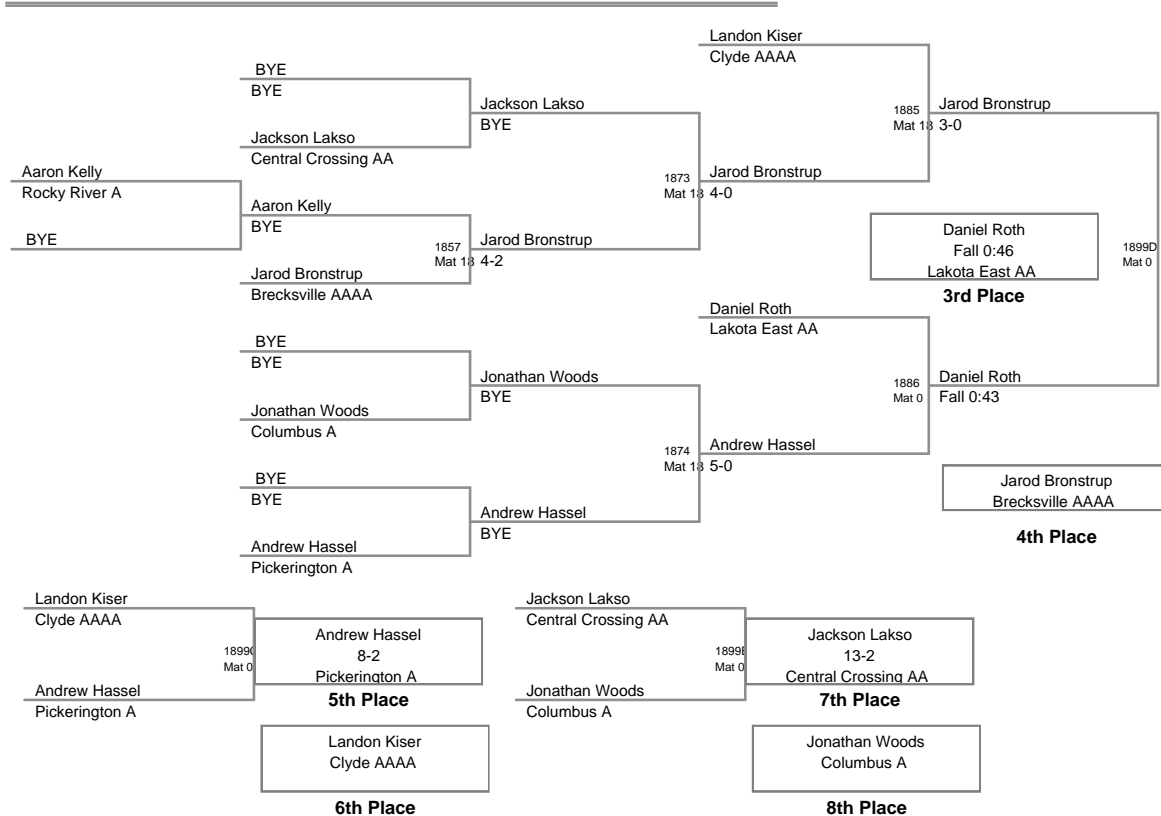 Landon Kiser
Clyde AAAA
BYE
BYE
Jackson Lakso
BYE
1885
Mat 18
Jarod Bronstrup
3-0
Jackson Lakso
Central Crossing AA
Aaron Kelly
Rocky River A
1873
Mat 18
Jarod Bronstrup
4-0
Aaron Kelly
BYE
BYE
1857
Mat 18
Jarod Bronstrup
4-2
Daniel Roth
Fall 0:46
Lakota East AA
3rd Place
1899D
Mat 0
Jarod Bronstrup
Brecksville AAAA
Daniel Roth
Lakota East AA
BYE
BYE
Jonathan Woods
BYE
1886
Mat 0
Daniel Roth
Fall 0:43
Jonathan Woods
Columbus A
1874
Mat 18
Andrew Hassel
5-0
BYE
BYE
Jarod Bronstrup
Brecksville AAAA
4th Place
Andrew Hassel
BYE
Andrew Hassel
Pickerington A
Landon Kiser
Clyde AAAA
1899C
Mat 0
Andrew Hassel
8-2
Pickerington A
5th Place
Andrew Hassel
Pickerington A
Landon Kiser
Clyde AAAA
6th Place
Jackson Lakso
Central Crossing AA
Mat 0
Jackson Lakso
13-2
Central Crossing AA
7th Place
Jonathan Woods
Columbus A
Jonathan Woods
Columbus A
8th Place